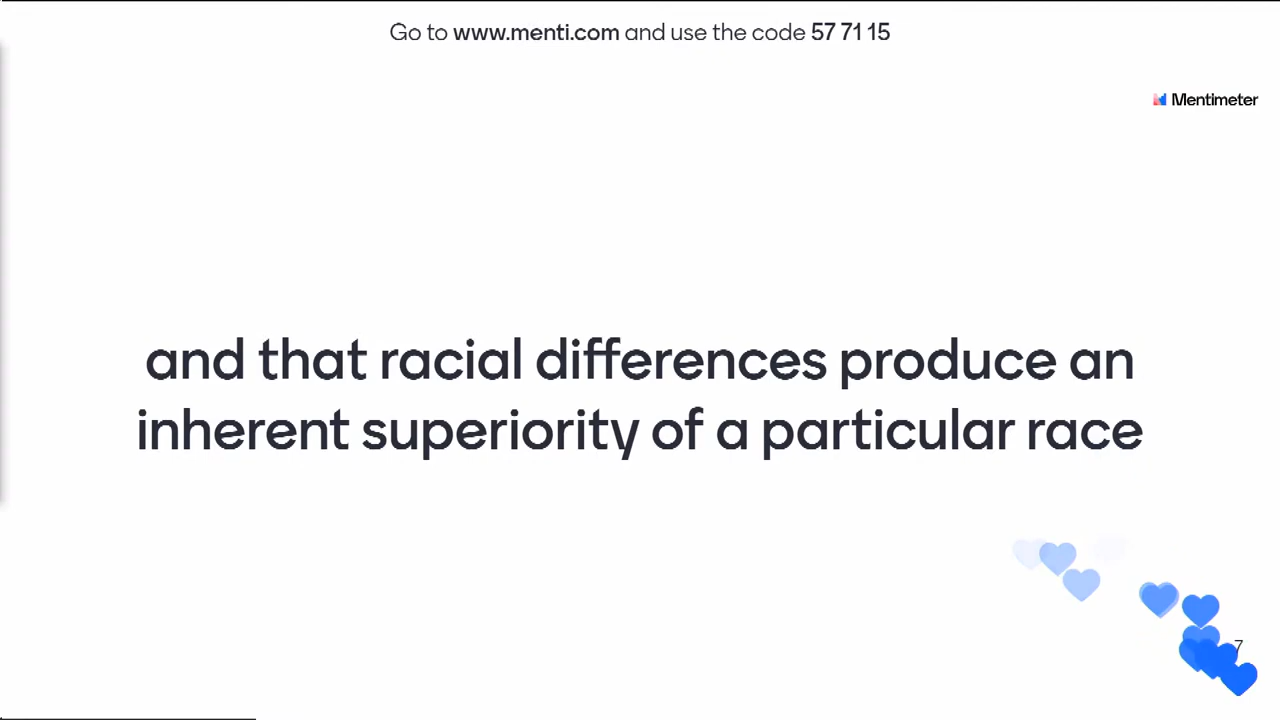 Go to www.menti.com and use the code 57 71 15
Mentimeter
and that racial differences produce an
inherent superiority of a particular race
7